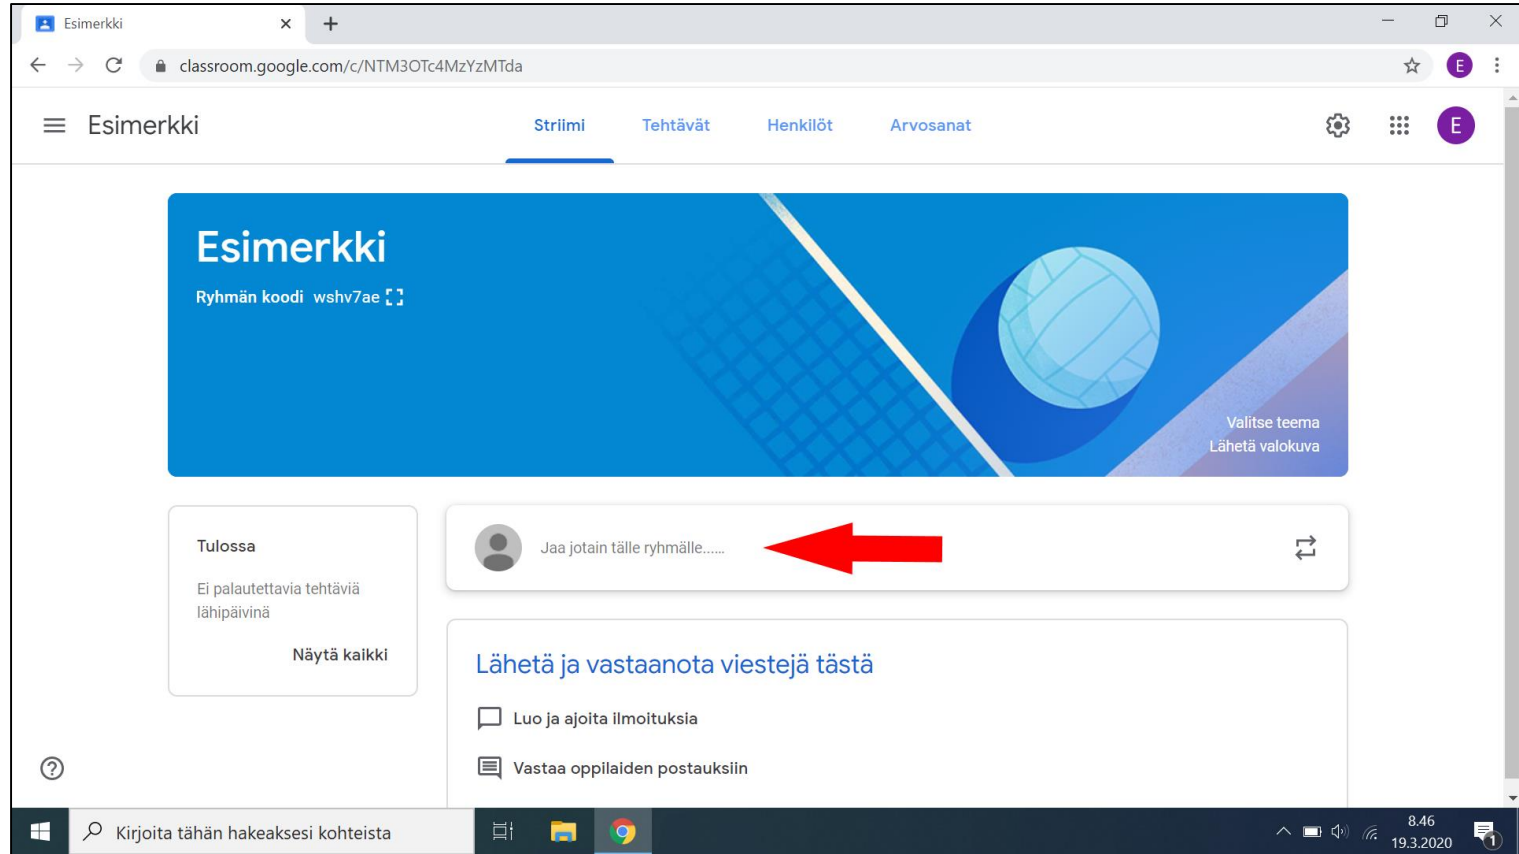 Esimerkki
classroom.google.com/c/NTM3OTc4MzYzMTda
E
Esimerkki
Striimi Tehtävät Henkilöt Arvosanat
E
Esimerkki
Ryhmän koodi wshv7ae
Valitse teema
Lähetä valokuva
Tulossa
Ei palautettavia tehtäviä
lähipäivinä
Näytä kaikki
Jaa jotain tälle ryhmälle......
Lähetä ja vastaanota viestejä tästä
Luo ja ajoita ilmoituksia
Vastaa oppilaiden postauksiin
Kirjoita tähän hakeaksesi kohteista
8.46
19.3.2020
1